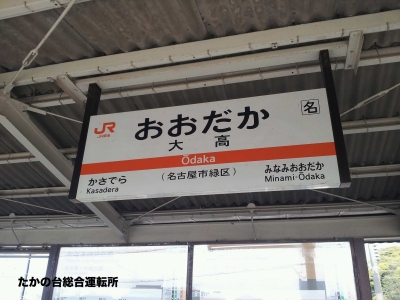 JR
おおだか
名
大高
Ōdaka
かさでら
Kasadera
（名古屋市緑区）
みなみおおだか
Minami-Ōdaka
たかの台総合運転所